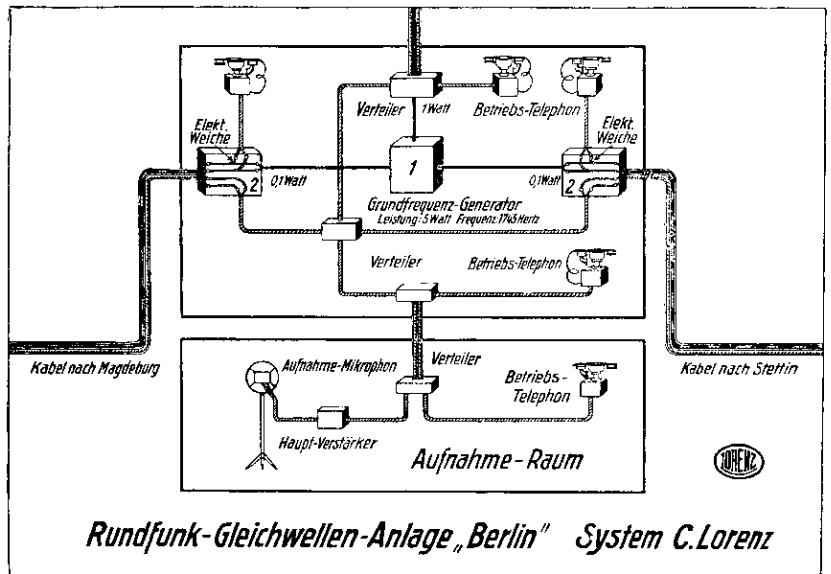 Verteiler
1 Watt
Betriebs-Telephon
Elekt.
Weiche
Elekt.
Weiche
1
2
0,1 Watt
0,1 Watt
2
Grundfrequenz-Generator
Leistung: 5 Watt Frequenz: 1745 Hertz
Verteiler
Betriebs-Telephon
Kabel nach Magdeburg
Aufnahme-Mikrophon
Verteiler
Betriebs-
Telephon
Kabel nach Stettin
Haupt-Verstärker
Aufnahme-Raum
LORENZ
Rundfunk-Gleichwellen-Anlage „Berlin" System C. Lorenz